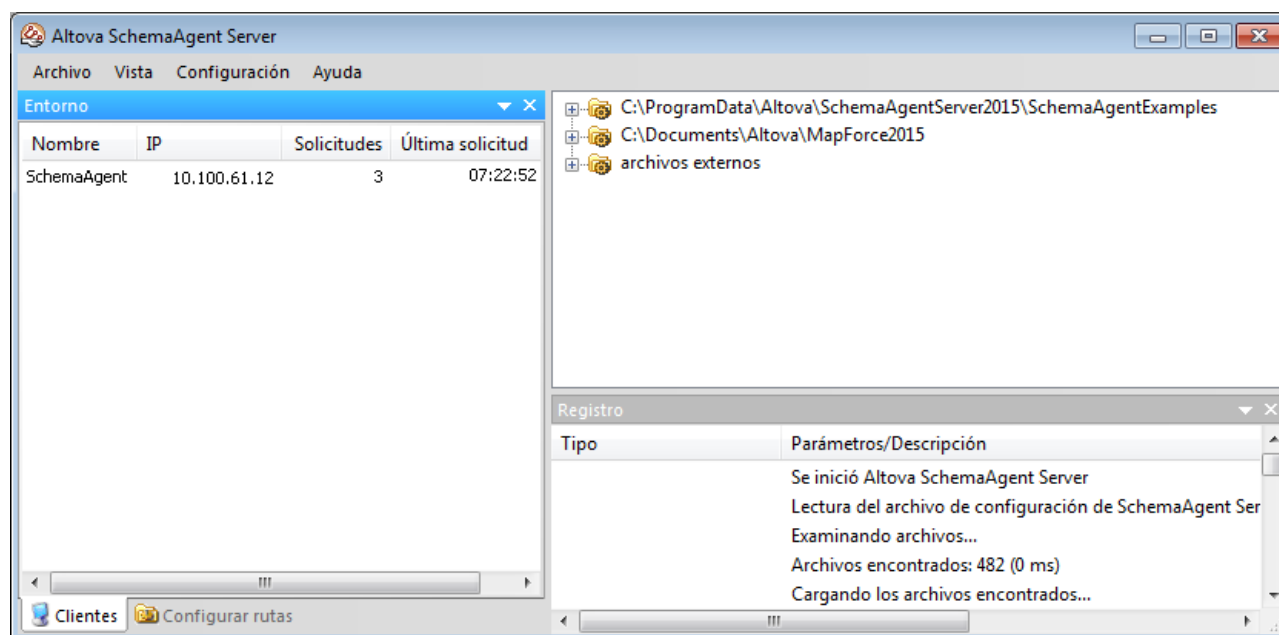 Altova SchemaAgent Server
Archivo Vista Configuración Ayuda
Entorno
Nombre IP Solicitudes Última solicitud
SchemaAgent 10.100.61.12 3 07:22:52
Clientes Configurar rutas
C:\ProgramData\Altova\SchemaAgentServer2015\SchemaAgentExamples
C:\Documents\Altova\MapForce2015
archivos externos
Registro
Tipo Parámetros/Descripción
Se inició Altova SchemaAgent Server
Lectura del archivo de configuración de SchemaAgent Ser
Examinando archivos...
Archivos encontrados: 482 (0 ms)
Cargando los archivos encontrados...